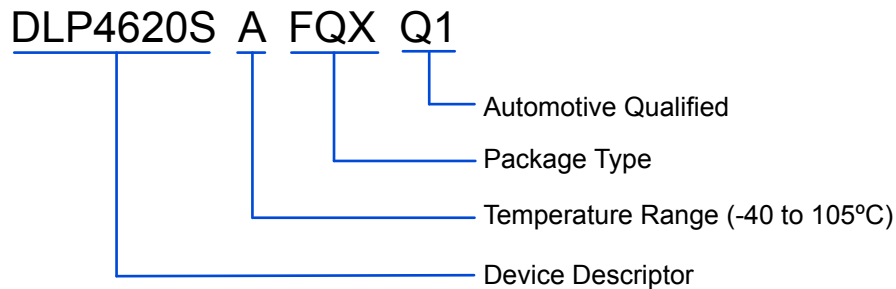 DLP4620S A FQX Q1
Automotive Qualified
Package Type
Temperature Range (-40 to 105ºC)
Device Descriptor